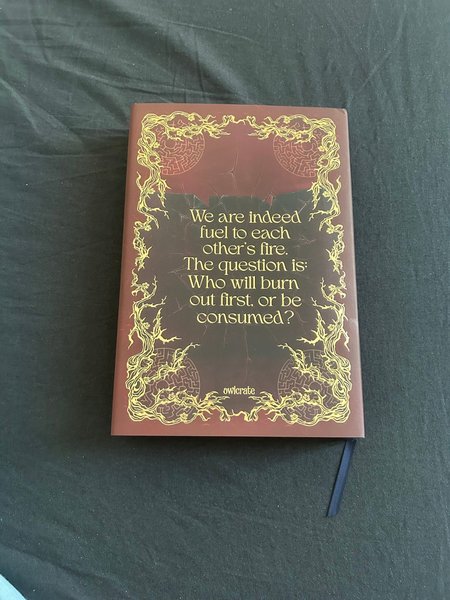 We are indeed
fuel to each
other's fire.
The question is:
Who will burn
out first, or be
consumed?
owlcrate